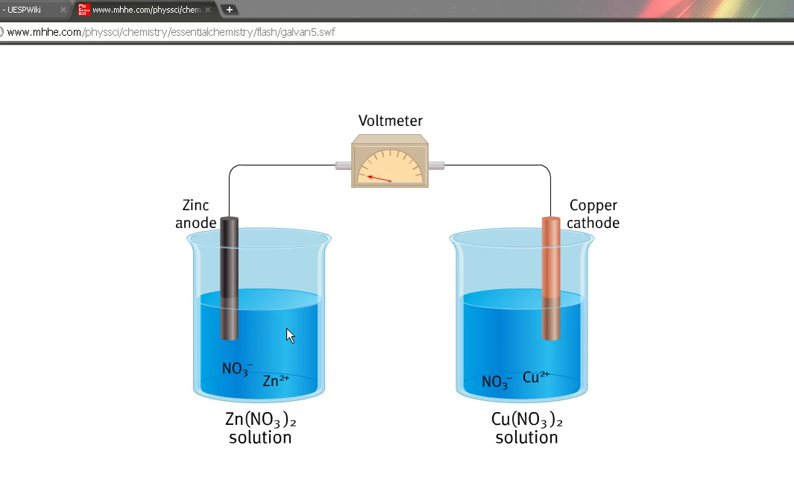 - UESPWiki
www.mhhe.com/physsci/chem
www.mhhe.com/physsci/chemistry/essentialchemistry/flash/galvan5.swf
Voltmeter
Zinc
anode
Copper
cathode
NO₃⁻
Zn²⁺
NO₃⁻
Cu²⁺
Zn(NO₃)₂
solution
Cu(NO₃)₂
solution